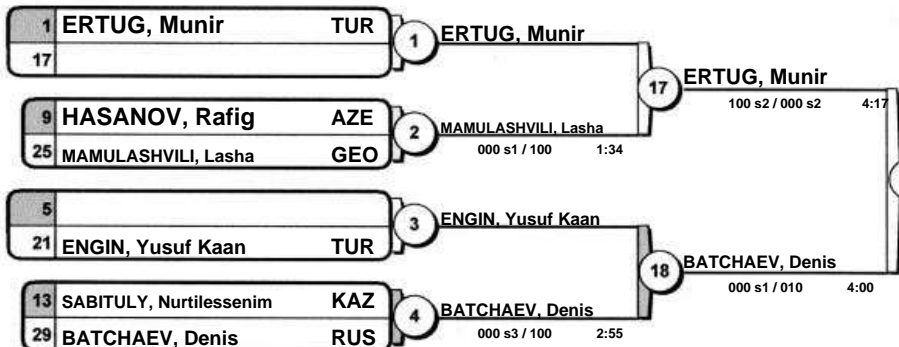 1 ERTUG, Munir TUR
17
1 ERTUG, Munir
9 HASANOV, Rafig AZE
25 MAMULASHVILI, Lasha GEO
2 MAMULASHVILI, Lasha
000 s1 / 100 1:34
17 ERTUG, Munir
100 s2 / 000 s2 4:17
5
21 ENGIN, Yusuf Kaan TUR
3 ENGIN, Yusuf Kaan
13 SABITULY, Nurtilessenim KAZ
29 BATCHAEV, Denis RUS
4 BATCHAEV, Denis
000 s3 / 100 2:55
18 BATCHAEV, Denis
000 s1 / 010 4:00